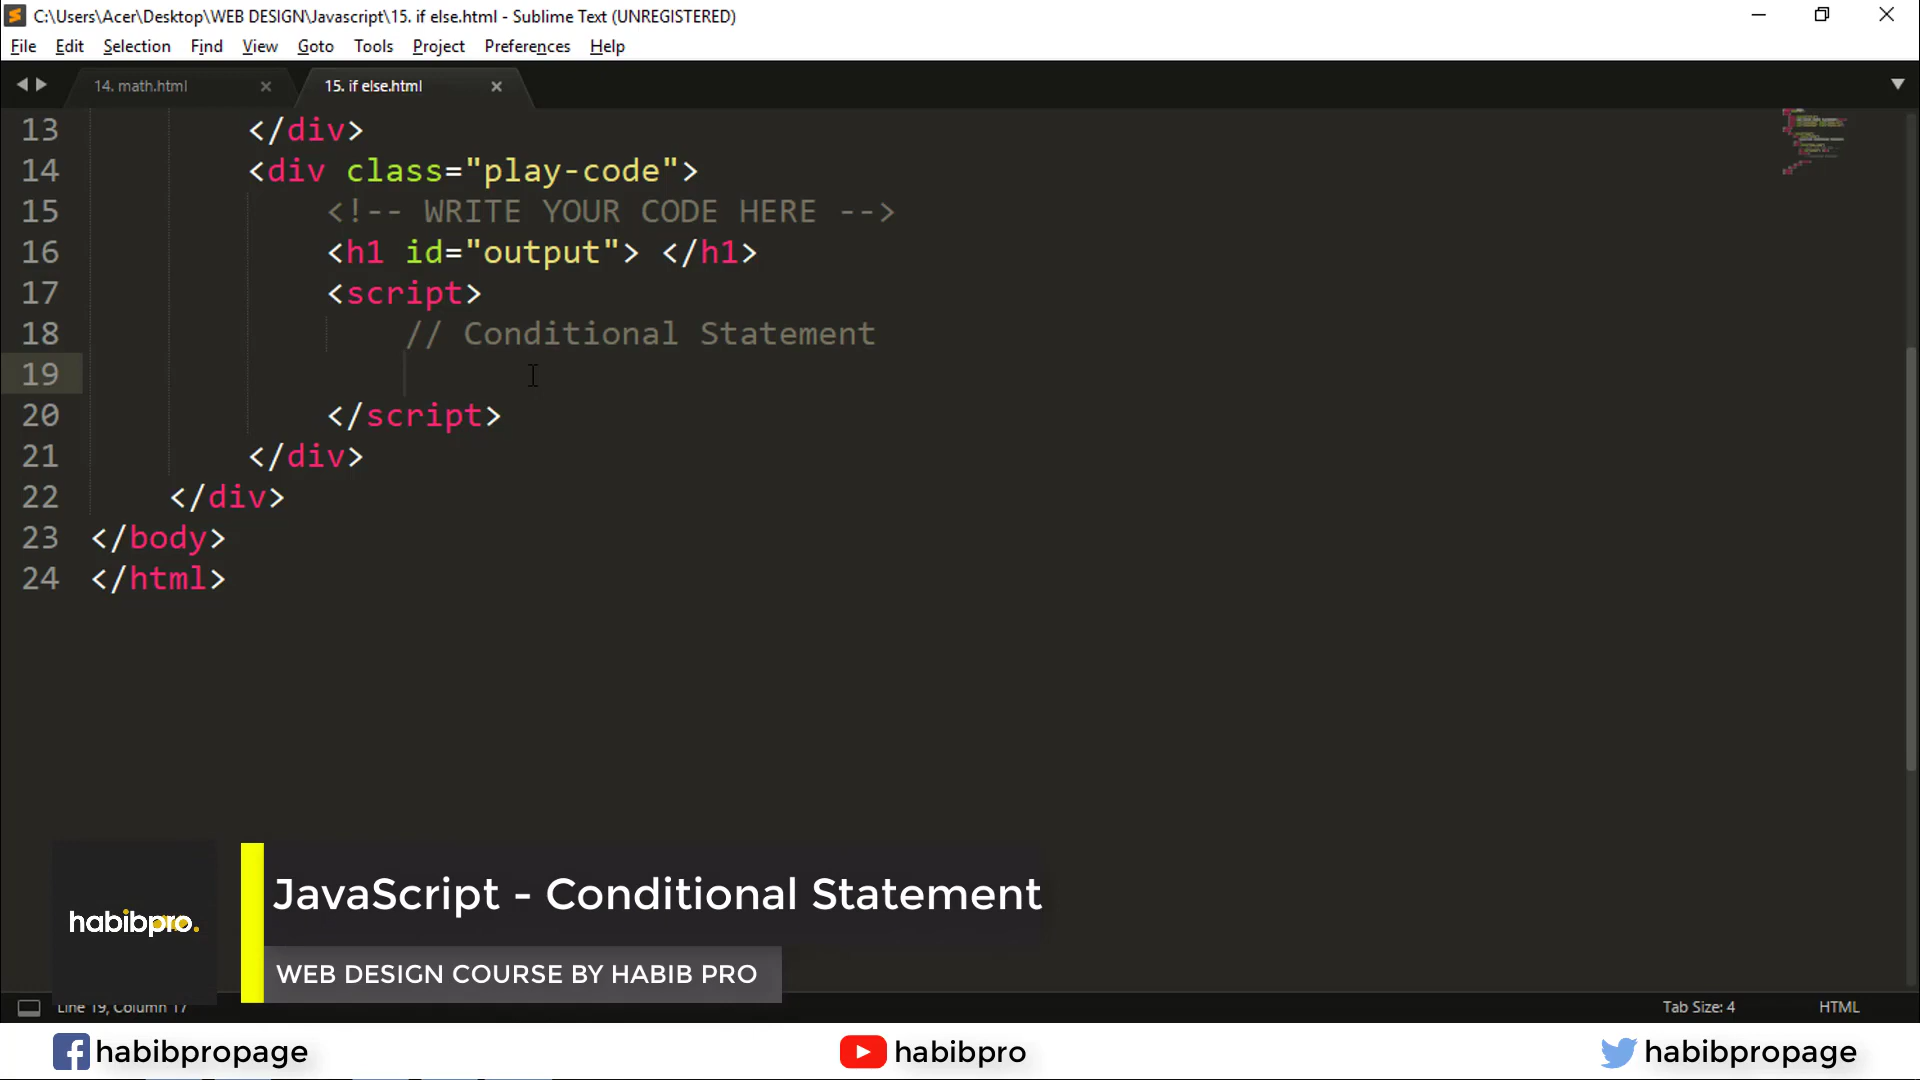 C:\Users\Acer\Desktop\WEB DESIGN\Javascript\15. if else.html - Sublime Text (UNREGISTERED)
File Edit Selection Find View Goto Tools Project Preferences Help
14. math.html 15. if else.html
13 </div>
14 <div class="play-code">
15 <!-- WRITE YOUR CODE HERE -->
16 <h1 id="output"> </h1>
17 <script>
18 // Conditional Statement
19
20 </script>
21 </div>
22 </div>
23 </body>
24 </html>
habibpro.
JavaScript - Conditional Statement
WEB DESIGN COURSE BY HABIB PRO
Line 19, Column 17 Tab Size: 4 HTML
habibpropage habibpro habibpropage